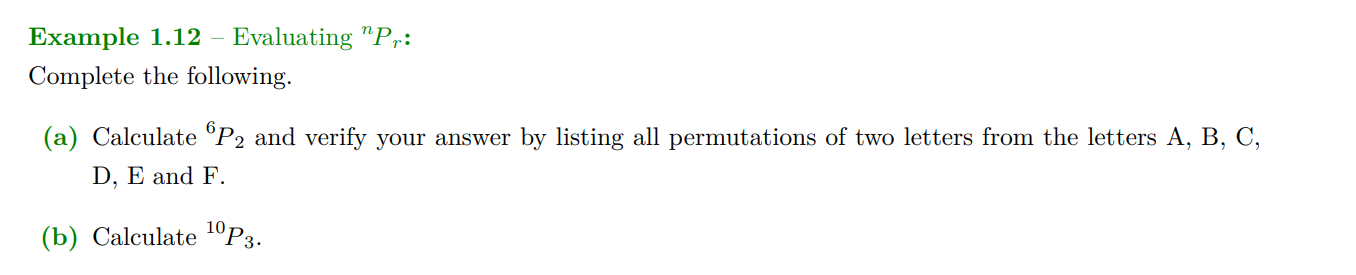 Example 1.12 – Evaluating ⁿPᵣ:
Complete the following.
(a) Calculate ⁶P₂ and verify your answer by listing all permutations of two letters from the letters A, B, C,
D, E and F.
(b) Calculate ¹⁰P₃.